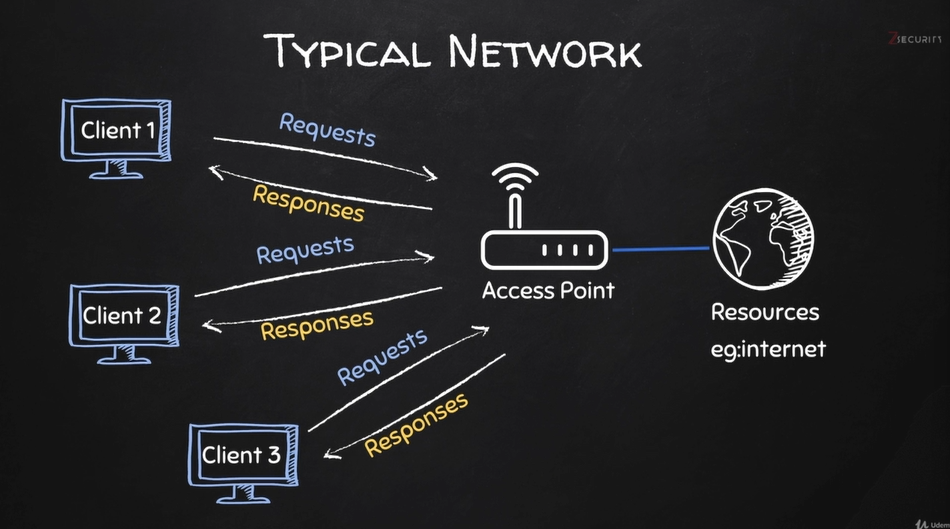 TYPICAL NETWORK
ZSECURITY
Client 1
Requests
Responses
Requests
Client 2
Responses
Access Point
Resources
eg:internet
Requests
Responses
Client 3
Udemy